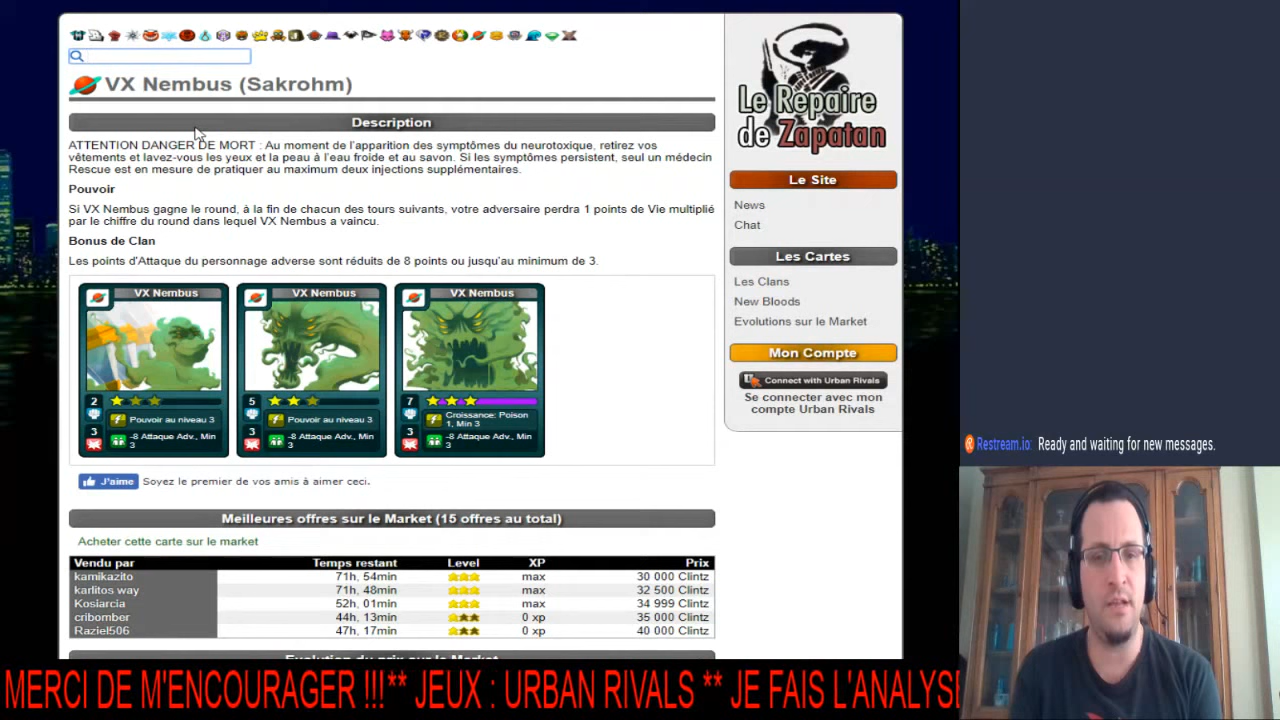 VX Nembus (Sakrohm)
Description
ATTENTION DANGER DE MORT : Au moment de l'apparition des symptômes du neurotoxique, retirez vos
vêtements et lavez-vous les yeux et la peau à l'eau froide et au savon. Si les symptômes persistent, seul un médecin
Rescue est en mesure de pratiquer au maximum deux injections supplémentaires.
Pouvoir
Si VX Nembus gagne le round, à la fin de chacun des tours suivants, votre adversaire perdra 1 points de Vie multiplié
par le chiffre du round dans lequel VX Nembus a vaincu.
Bonus de Clan
Les points d'Attaque du personnage adverse sont réduits de 8 points ou jusqu'au minimum de 3.
VX Nembus
2
Pouvoir au niveau 3
3
-8 Attaque Adv., Min
3
VX Nembus
5
Pouvoir au niveau 3
3
-8 Attaque Adv., Min
3
VX Nembus
7
Croissance: Poison
1, Min 3
3
-8 Attaque Adv., Min
3
J'aime Soyez le premier de vos amis à aimer ceci.
Meilleures offres sur le Market (15 offres au total)
Acheter cette carte sur le market
Vendu par Temps restant Level XP Prix
kamikazito 71h, 54min max 30 000 Clintz
karlitos way 71h, 48min max 32 500 Clintz
Kosiarcia 52h, 01min max 34 999 Clintz
cribomber 44h, 13min 0 xp 35 000 Clintz
Raziel506 47h, 17min 0 xp 40 000 Clintz
Evolution du prix sur le Market
Le Repaire
de Zapatan
Le Site
News
Chat
Les Cartes
Les Clans
New Bloods
Evolutions sur le Market
Mon Compte
Connect with Urban Rivals
Se connecter avec mon
compte Urban Rivals
Restream.io: Ready and waiting for new messages.
MERCI DE M'ENCOURAGER !!!** JEUX : URBAN RIVALS ** JE FAIS L'ANALYSE